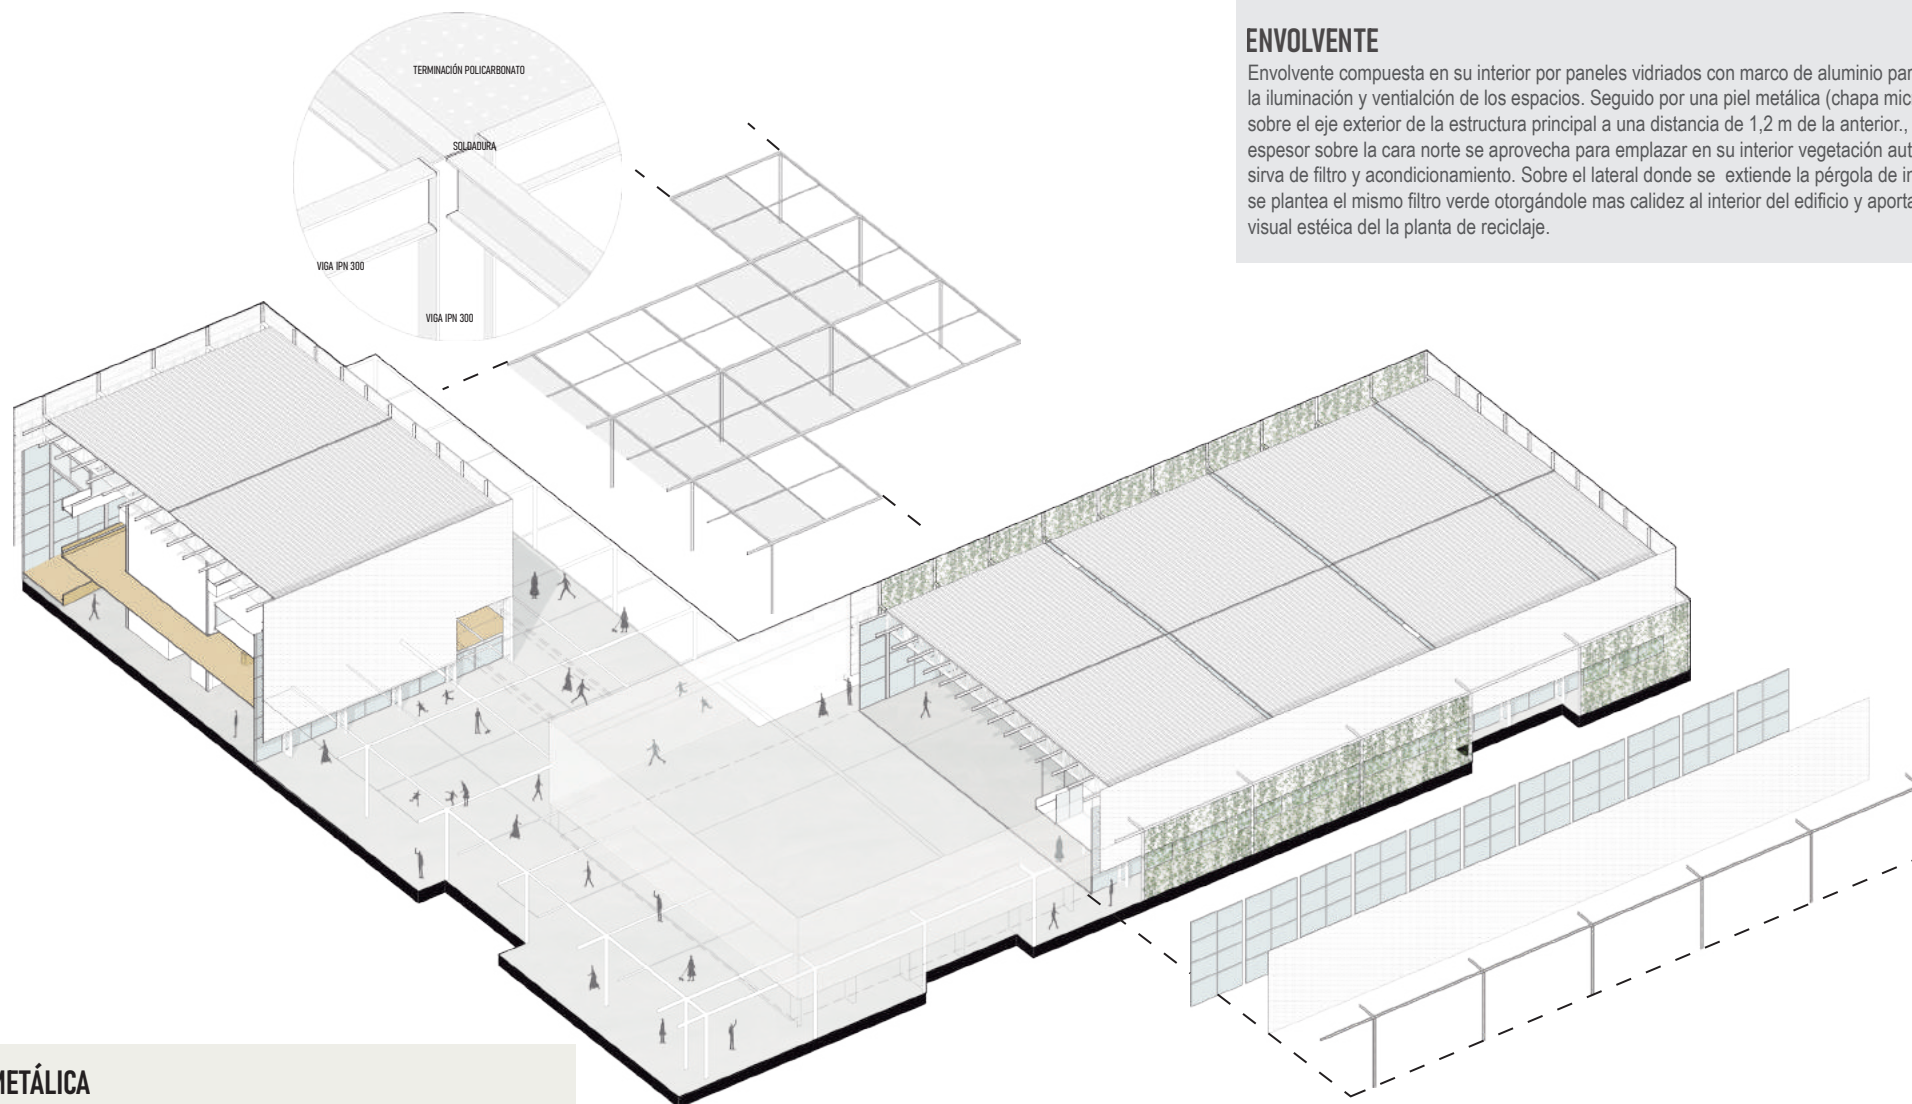 TERMINACIÓN POLICARBONATO
SOLDADURA
VIGA IPN 300
VIGA IPN 300
ENVOLVENTE
Envolvente compuesta en su interior por paneles vidriados con marco de aluminio par
la iluminación y ventialción de los espacios. Seguido por una piel metálica (chapa mic
sobre el eje exterior de la estructura principal a una distancia de 1,2 m de la anterior.,
espesor sobre la cara norte se aprovecha para emplazar en su interior vegetación aut
sirva de filtro y acondicionamiento. Sobre el lateral donde se extiende la pérgola de in
se plantea el mismo filtro verde otorgándole mas calidez al interior del edificio y aporta
visual estéica del la planta de reciclaje.
METÁLICA